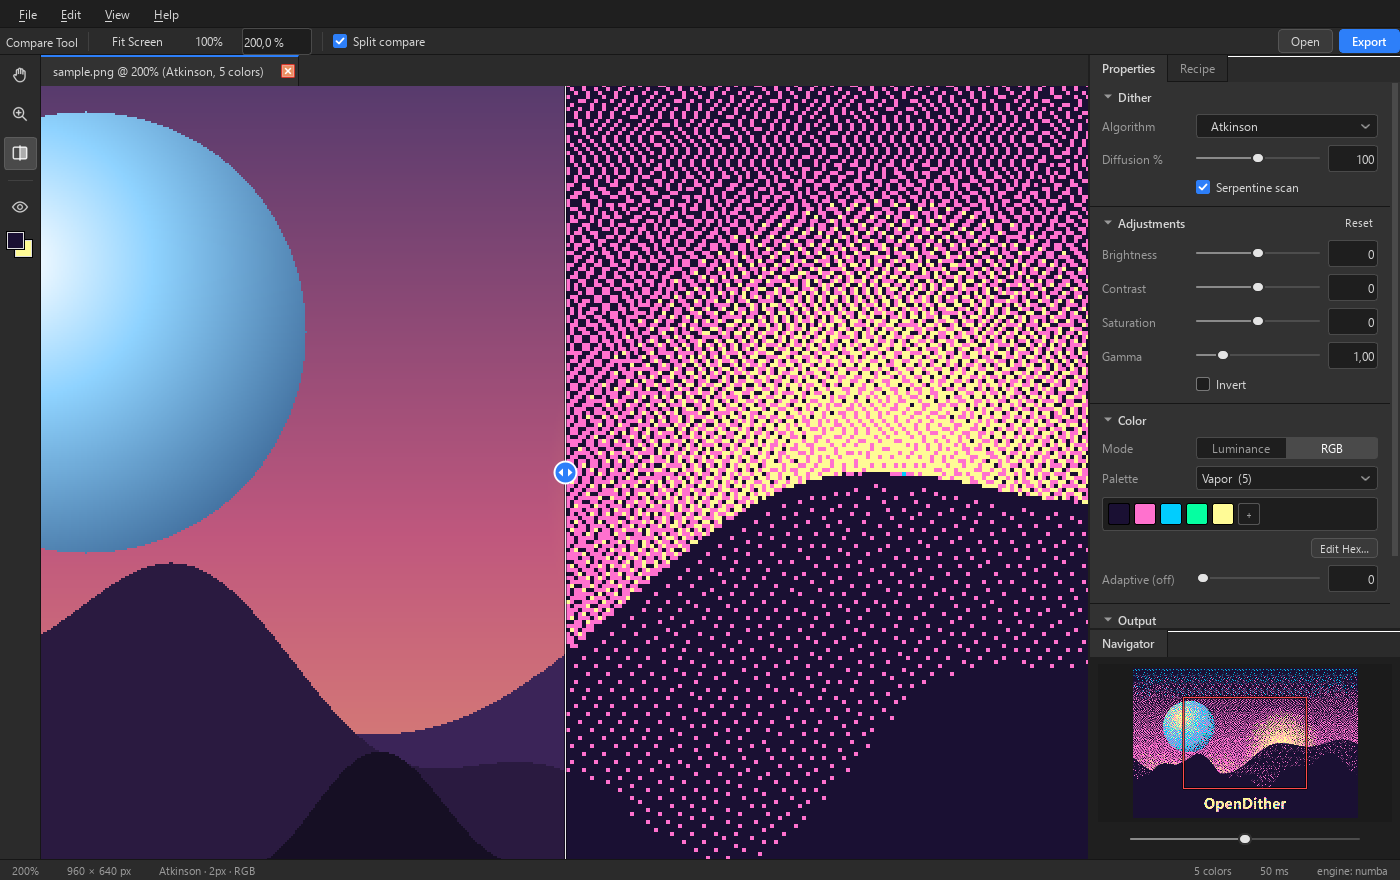 File Edit View Help
Compare Tool Fit Screen 100% 200,0 % Split compare Open Export
sample.png @ 200% (Atkinson, 5 colors)
Properties Recipe
Dither
Algorithm Atkinson
Diffusion % 100
Serpentine scan
Adjustments Reset
Brightness 0
Contrast 0
Saturation 0
Gamma 1,00
Invert
Color
Mode Luminance RGB
Palette Vapor (5)
+
Edit Hex...
Adaptive (off) 0
Output
Navigator
OpenDither
200% 960 × 640 px Atkinson · 2px · RGB 5 colors 50 ms engine: numba